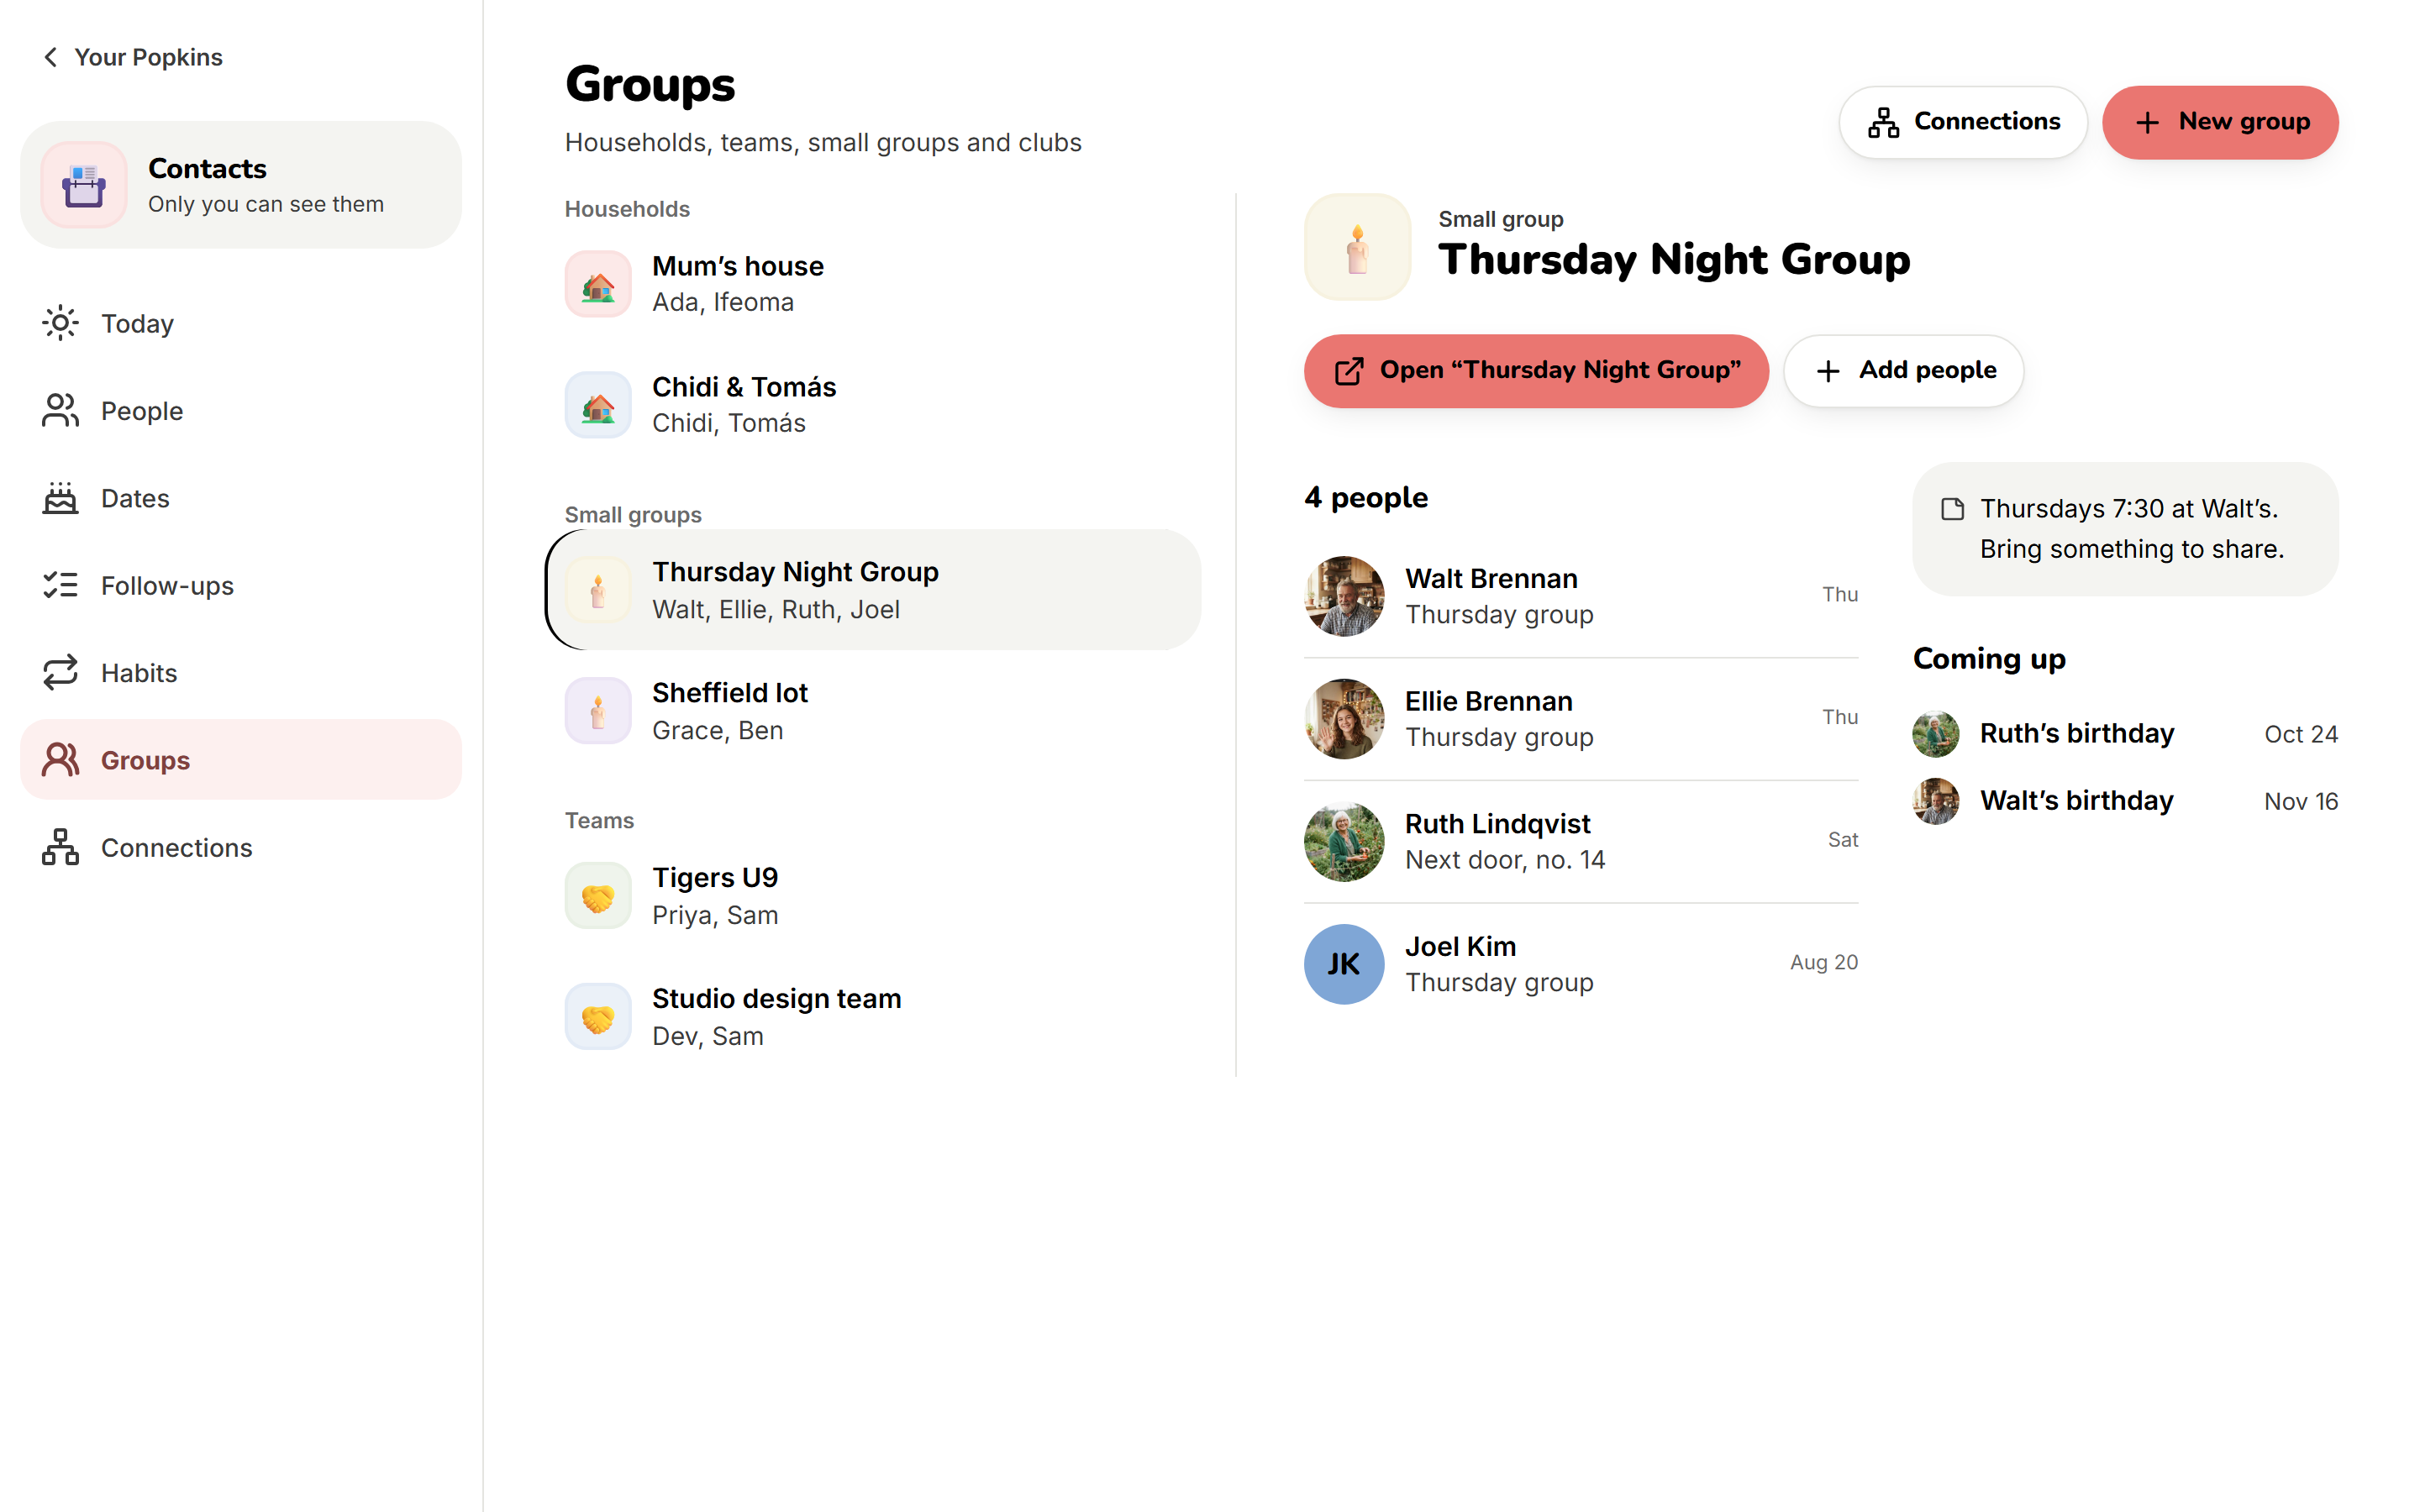 Your Popkins
Contacts
Only you can see them
Today
People
Dates
Follow-ups
Habits
Groups
Connections
Groups
Households, teams, small groups and clubs
Connections
New group
Households
Mum’s house
Ada, Ifeoma
Chidi & Tomás
Chidi, Tomás
Small groups
Thursday Night Group
Walt, Ellie, Ruth, Joel
Sheffield lot
Grace, Ben
Teams
Tigers U9
Priya, Sam
Studio design team
Dev, Sam
Small group
Thursday Night Group
Open “Thursday Night Group”
Add people
4 people
Walt Brennan
Thursday group
Thu
Ellie Brennan
Thursday group
Thu
Ruth Lindqvist
Next door, no. 14
Sat
JK
Joel Kim
Thursday group
Aug 20
Thursdays 7:30 at Walt’s.
Bring something to share.
Coming up
Ruth’s birthday
Oct 24
Walt’s birthday
Nov 16